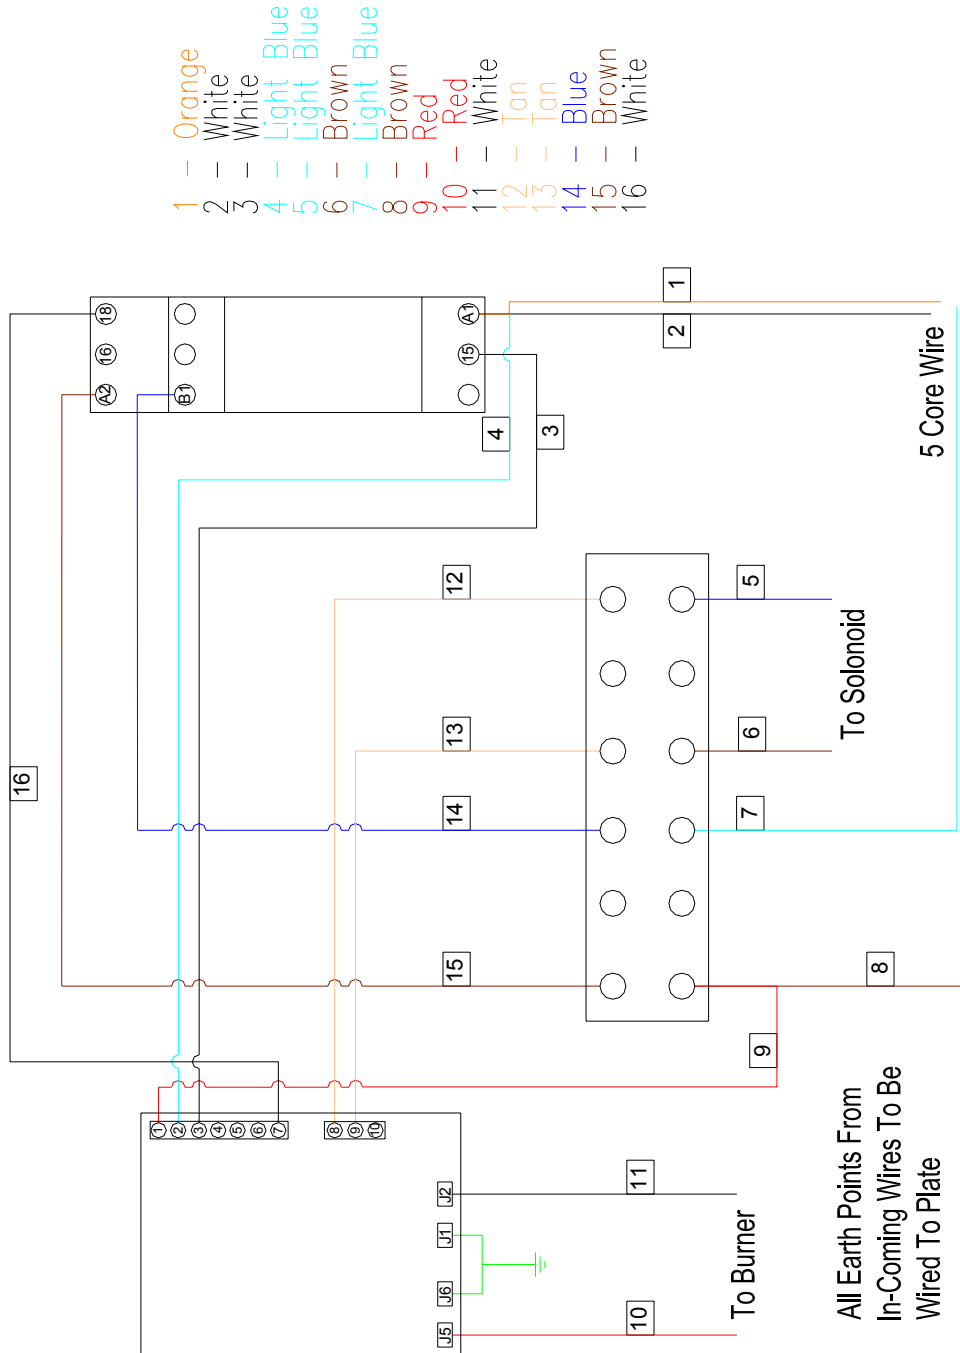 1 - Orange
2 - White
3 - White
4 - Light Blue
5 - Light Blue
6 - Brown
7 - Light Blue
8 - Brown
9 - Red
10 - Red
11 - White
12 - Tan
13 - Tan
14 - Blue
15 - Brown
16 - White
18
16
A2
B1
A1
15
1
2
4
3
5 Core Wire
12
5
To Solonoid
13
6
16
14
7
15
8
9
1
2
3
4
5
6
7
8
9
10
J2
J1
J6
J5
11
10
To Burner
All Earth Points From
In-Coming Wires To Be
Wired To Plate